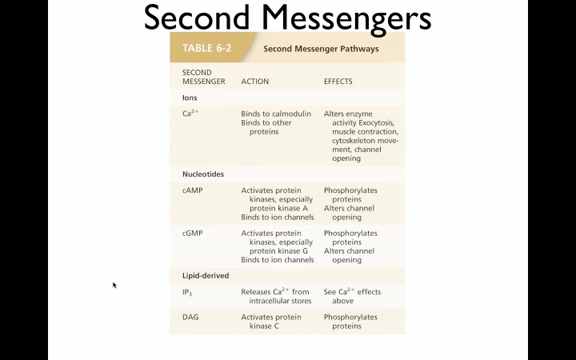 Second Messengers
TABLE 6-2 Second Messenger Pathways
SECOND
MESSENGER ACTION EFFECTS
Ions
Ca²⁺ Binds to calmodulin Alters enzyme
Binds to other activity Exocytosis,
proteins muscle contraction,
cytoskeleton move-
ment, channel
opening
Nucleotides
cAMP Activates protein Phosphorylates
kinases, especially proteins
protein kinase A Alters channel
Binds to ion channels opening
cGMP Activates protein Phosphorylates
kinases, especially proteins
protein kinase G Alters channel
Binds to ion channels opening
Lipid-derived
IP₃ Releases Ca²⁺ from See Ca²⁺ effects
intracellular stores above
DAG Activates protein Phosphorylates
kinase C proteins